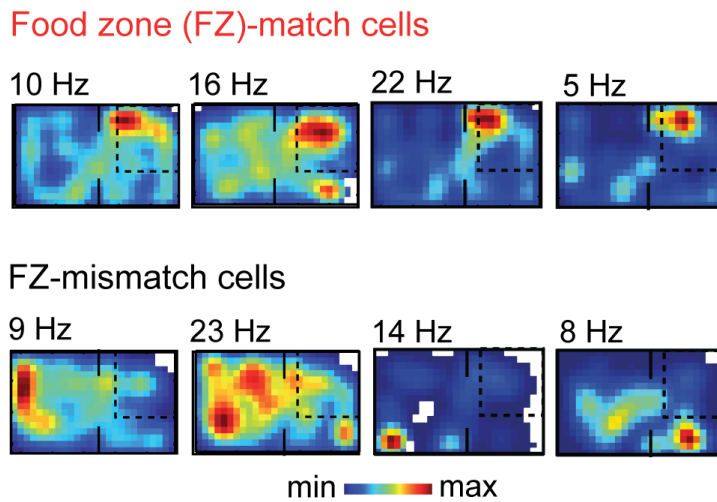 Food zone (FZ)-match cells
10 Hz 16 Hz 22 Hz 5 Hz
FZ-mismatch cells
9 Hz 23 Hz 14 Hz 8 Hz
min max